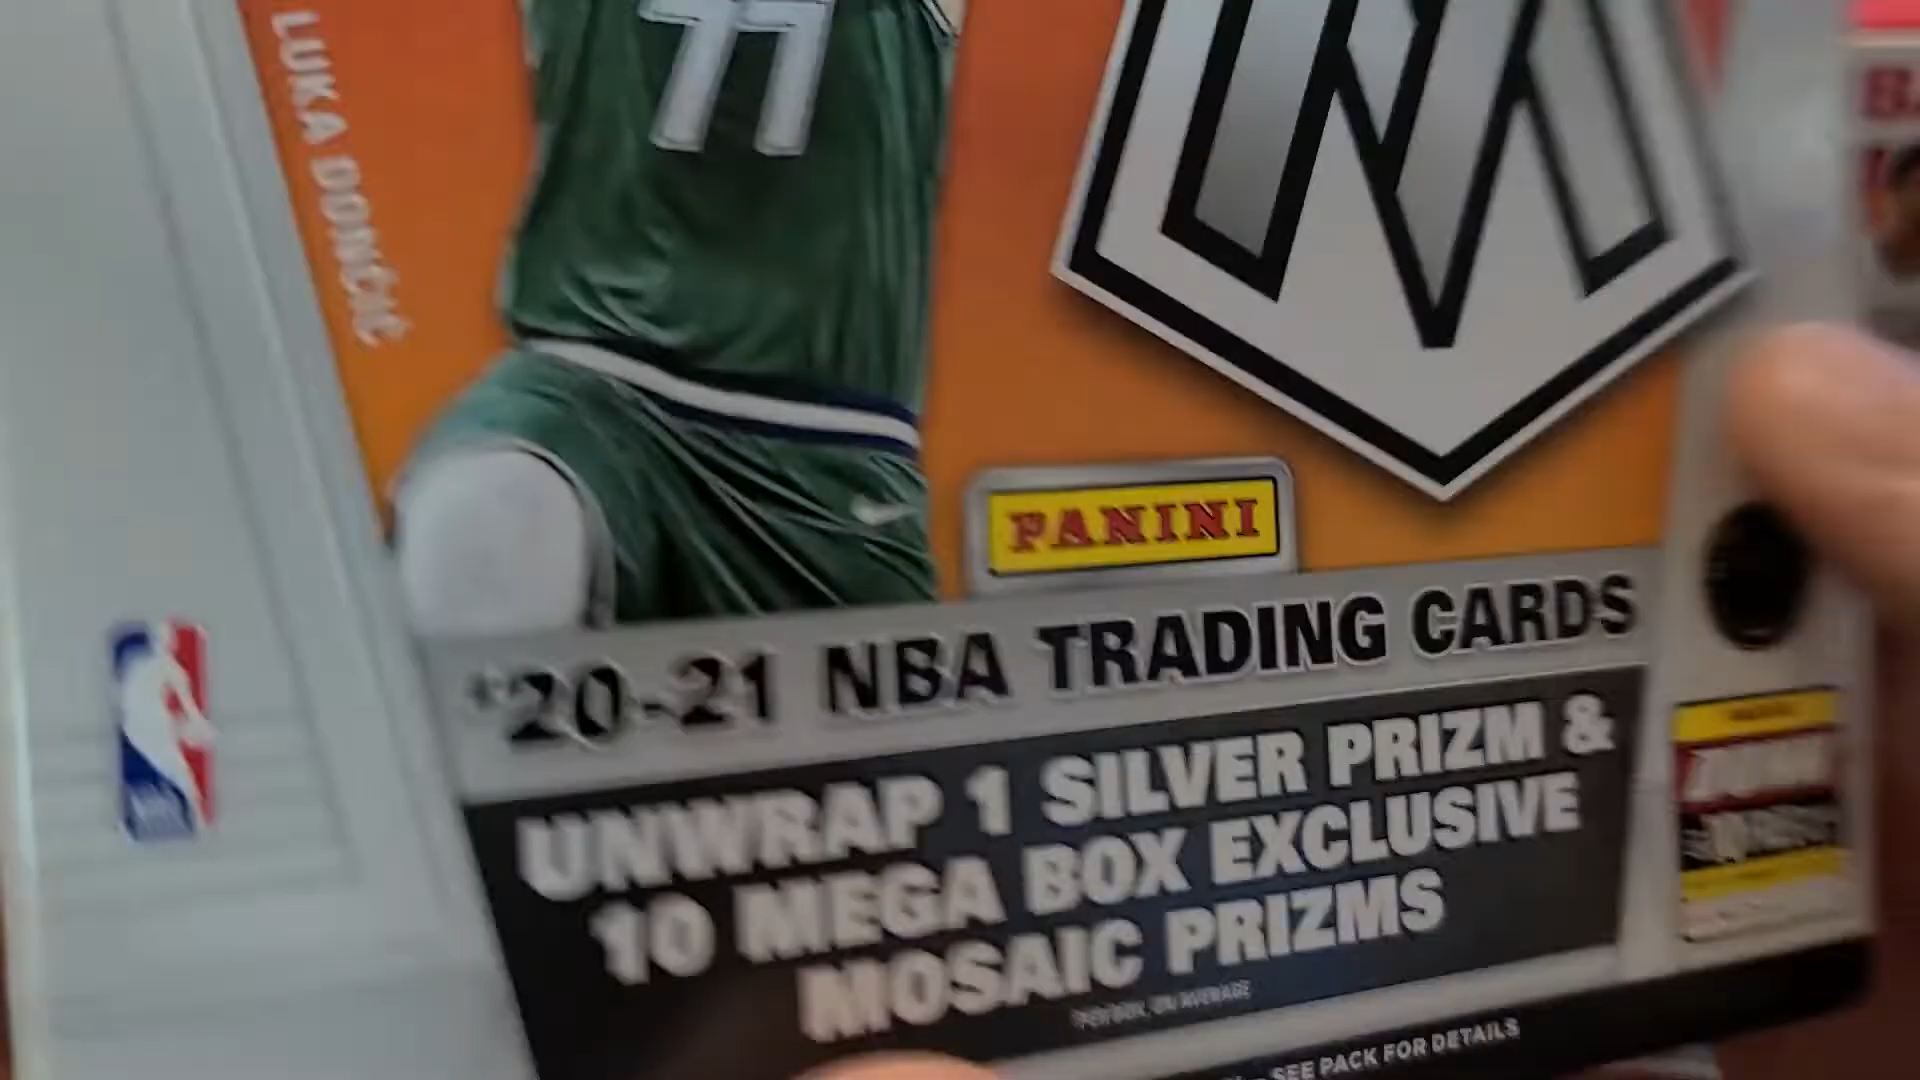 LUKA DONČIĆ
77
PANINI
'20-21 NBA TRADING CARDS
UNWRAP 1 SILVER PRIZM &
10 MEGA BOX EXCLUSIVE
MOSAIC PRIZMS
SEE PACK FOR DETAILS